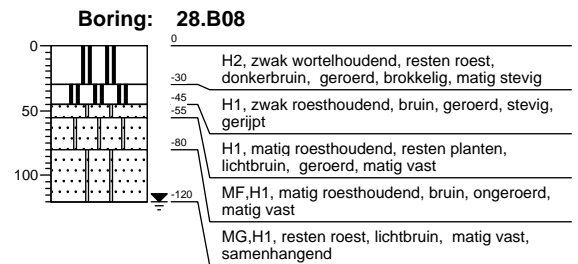 Boring: 28.B08
0
0
H2, zwak wortelhoudend, resten roest,
donkerbruin, geroerd, brokkelig, matig stevig
-30
-45
H1, zwak roesthoudend, bruin, geroerd, stevig,
gerijpt
50
-55
H1, matig roesthoudend, resten planten,
lichtbruin, geroerd, matig vast
-80
MF,H1, matig roesthoudend, bruin, ongeroerd,
matig vast
100
-120
MG,H1, resten roest, lichtbruin, matig vast,
samenhangend